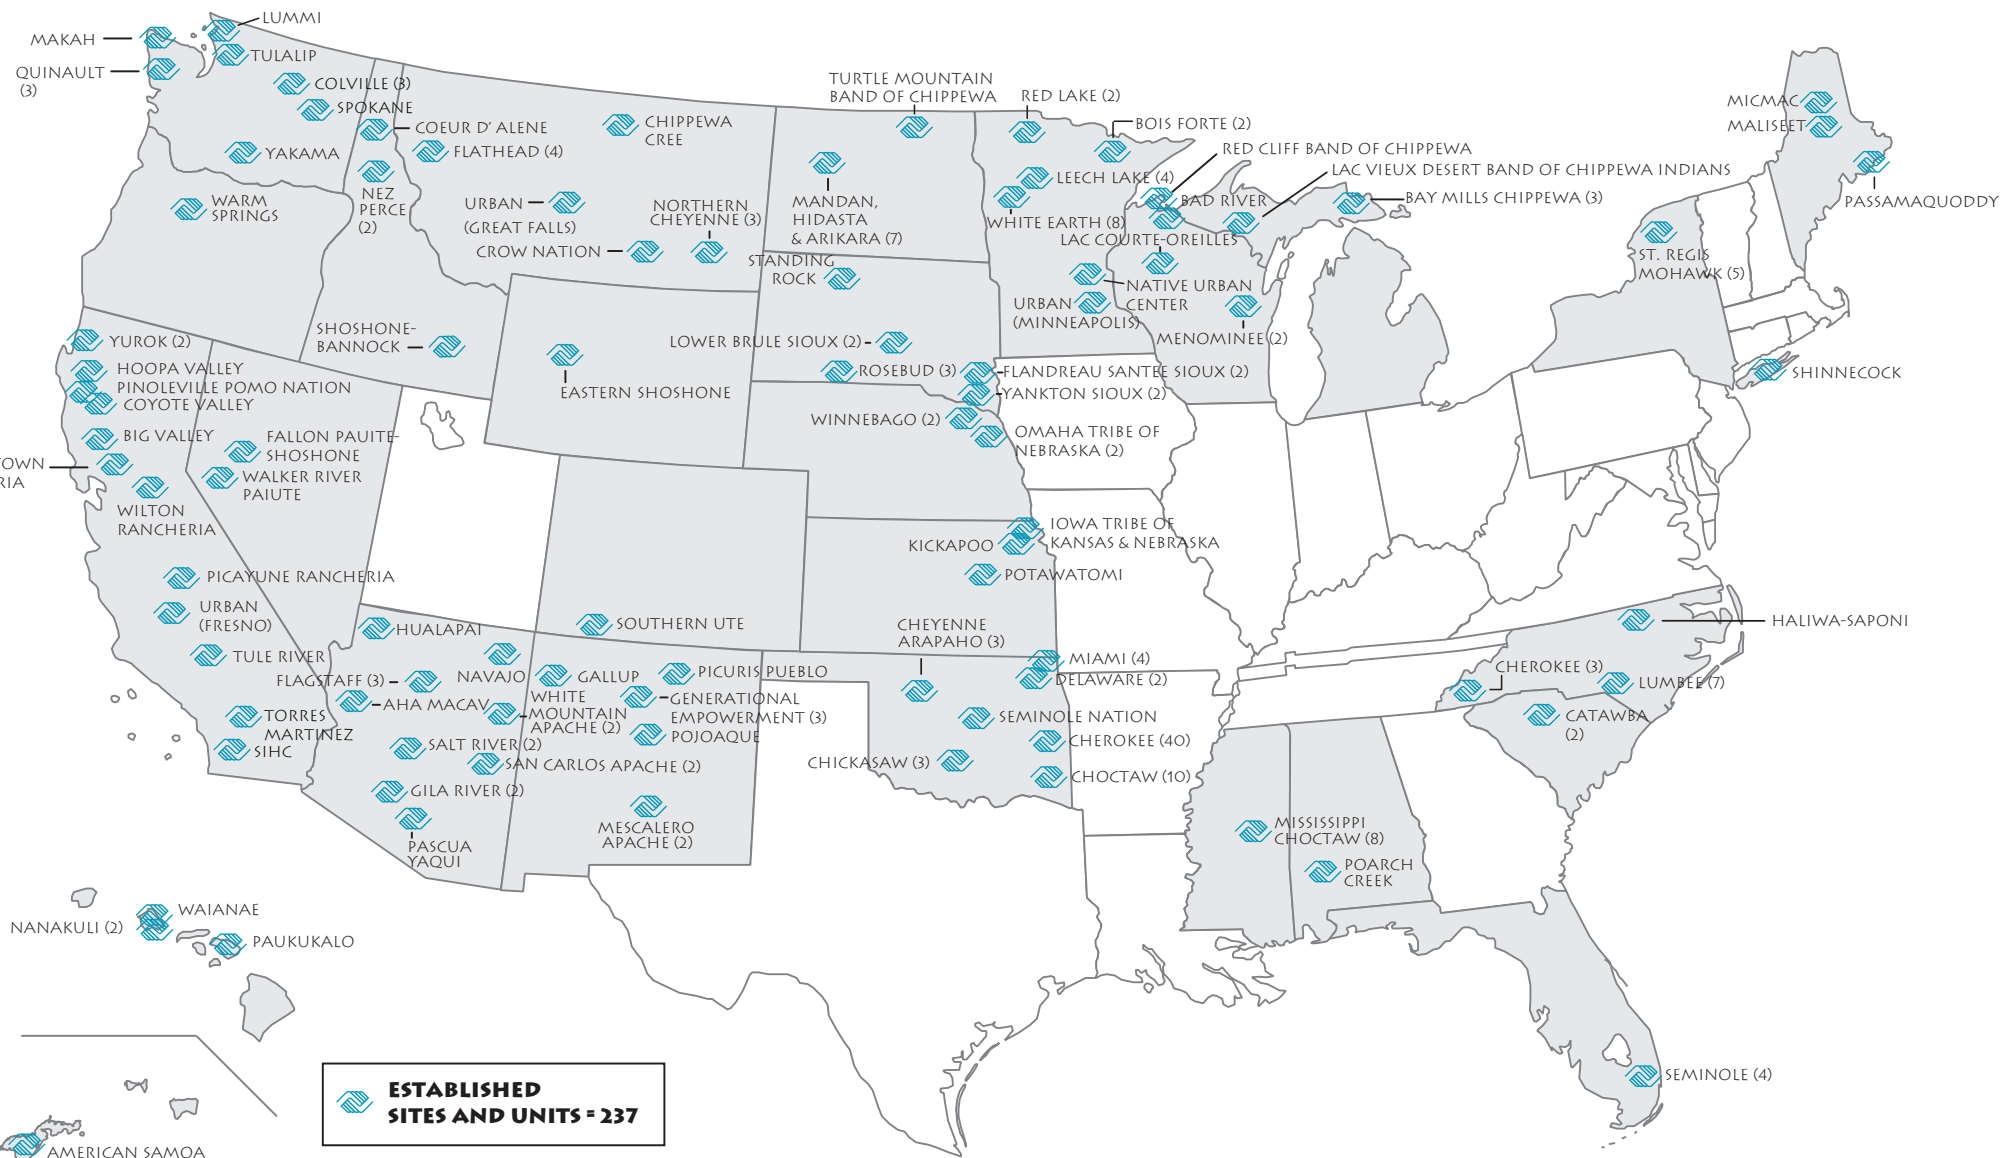 LUMMI
MAKAH
TULALIP
QUINAULT
(3)
COLVILLE (3)
SPOKANE
COEUR D' ALENE
FLATHEAD (4)
YAKAMA
NEZ
PERCE
(2)
WARM
SPRINGS
CHIPPEWA
CREE
URBAN
(GREAT FALLS)
NORTHERN
CHEYENNE (3)
CROW NATION
TURTLE MOUNTAIN
BAND OF CHIPPEWA
RED LAKE (2)
BOIS FORTE (2)
RED CLIFF BAND OF CHIPPEWA
LAC VIEUX DESERT BAND OF CHIPPEWA INDIANS
LEECH LAKE (4)
BAD RIVER
BAY MILLS CHIPPEWA (3)
MANDAN,
HIDASTA
& ARIKARA (7)
WHITE EARTH (8)
LAC COURTE-OREILLES
STANDING
ROCK
NATIVE URBAN
CENTER
URBAN
(MINNEAPOLIS)
MENOMINEE (2)
MICMAC
MALISEET
PASSAMAQUODDY
ST. REGIS
MOHAWK (5)
SHINNECOCK
SHOSHONE-
BANNOCK
EASTERN SHOSHONE
LOWER BRULE SIOUX (2)
ROSEBUD (3)
FLANDREAU SANTEE SIOUX (2)
YANKTON SIOUX (2)
WINNEBAGO (2)
OMAHA TRIBE OF
NEBRASKA (2)
YUROK (2)
HOOPA VALLEY
PINOLEVILLE POMO NATION
COYOTE VALLEY
BIG VALLEY
FALLON PAUITE-
SHOSHONE
WALKER RIVER
PAIUTE
TOWN
RIA
WILTON
RANCHERIA
IOWA TRIBE OF
KANSAS & NEBRASKA
KICKAPOO
POTAWATOMI
PICAYUNE RANCHERIA
URBAN
(FRESNO)
TULE RIVER
HUALAPAI
SOUTHERN UTE
CHEYENNE
ARAPAHO (3)
HALIWA-SAPONI
MIAMI (4)
DELAWARE (2)
CHEROKEE (3)
LUMBEE (7)
FLAGSTAFF (3)
NAVAJO
GALLUP
PICURIS PUEBLO
AHA MACAV
WHITE
MOUNTAIN
APACHE (2)
GENERATIONAL
EMPOWERMENT (3)
POJOAQUE
TORRES
MARTINEZ
SIHC
SALT RIVER (2)
SAN CARLOS APACHE (2)
SEMINOLE NATION
CHEROKEE (40)
CHICKASAW (3)
CHOCTAW (10)
CATAWBA
(2)
GILA RIVER (2)
PASCUA
YAQUI
MESCALERO
APACHE (2)
MISSISSIPPI
CHOCTAW (8)
POARCH
CREEK
WAIANAE
NANAKULI (2)
PAUKUKALO
SEMINOLE (4)
ESTABLISHED
SITES AND UNITS = 237
AMERICAN SAMOA